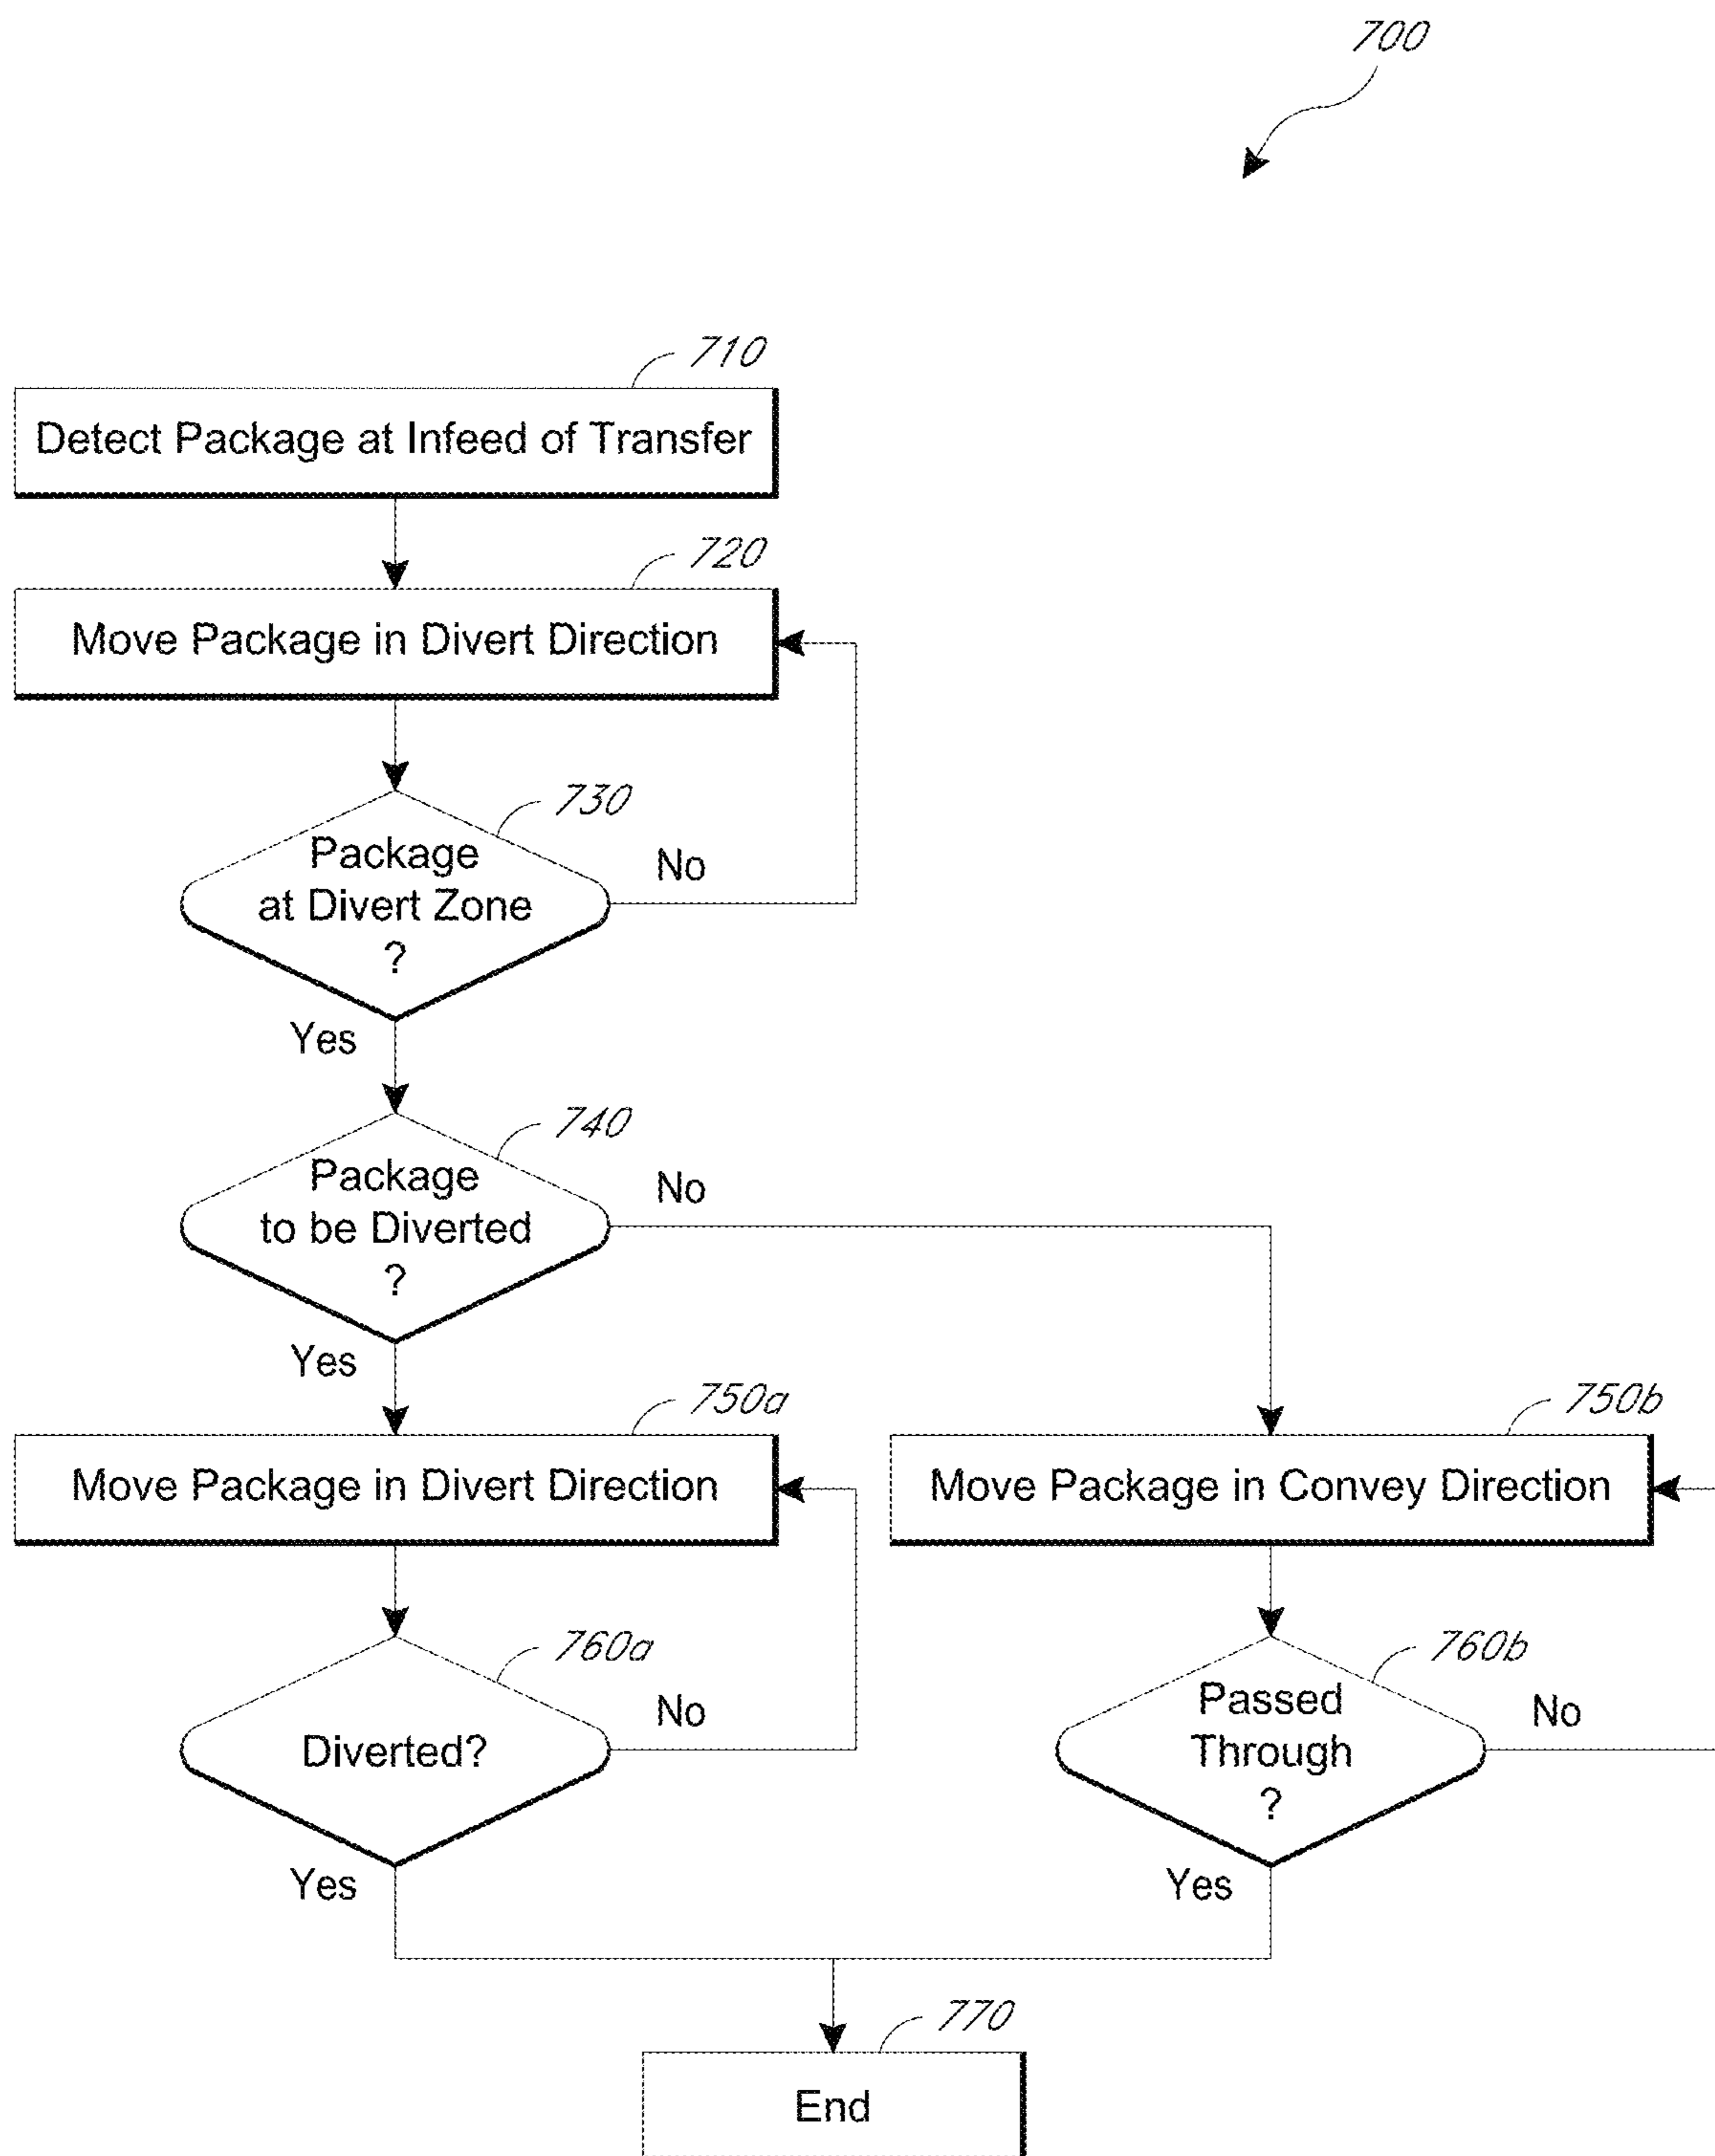 700
710
Detect Package at Infeed of Transfer
720
Move Package in Divert Direction
730
Package
at Divert Zone
?
No
Yes
740
Package
to be Diverted
?
No
Yes
750a
Move Package in Divert Direction
750b
Move Package in Convey Direction
760a
Diverted?
No
Yes
760b
Passed
Through
?
No
Yes
770
End